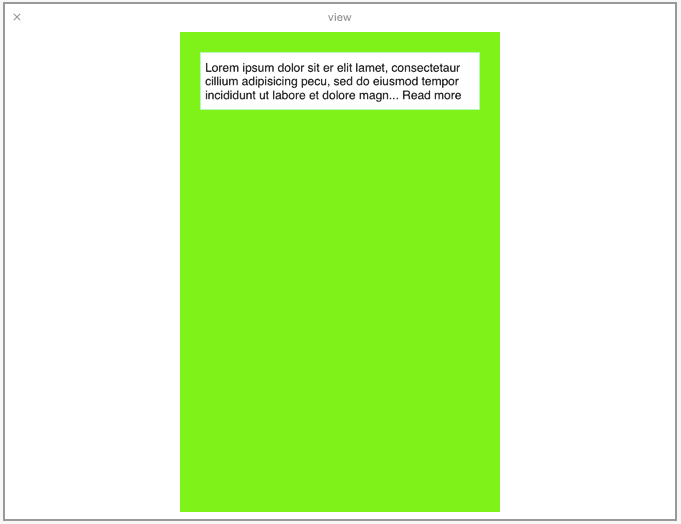 view
Lorem ipsum dolor sit er elit lamet, consectetaur
cillium adipisicing pecu, sed do eiusmod tempor
incididunt ut labore et dolore magn... Read more